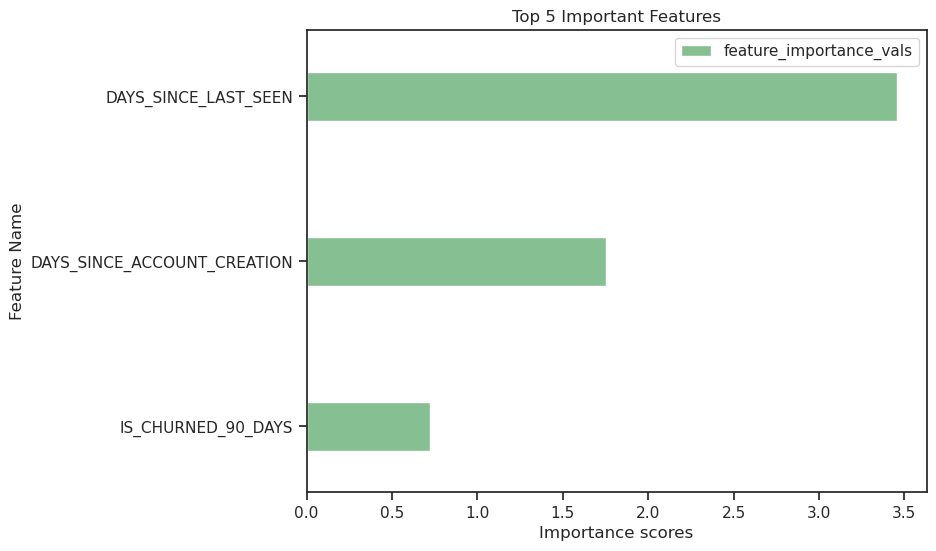 Top 5 Important Features
feature_importance_vals
DAYS_SINCE_LAST_SEEN
DAYS_SINCE_ACCOUNT_CREATION
IS_CHURNED_90_DAYS
Feature Name
0.0 0.5 1.0 1.5 2.0 2.5 3.0 3.5
Importance scores